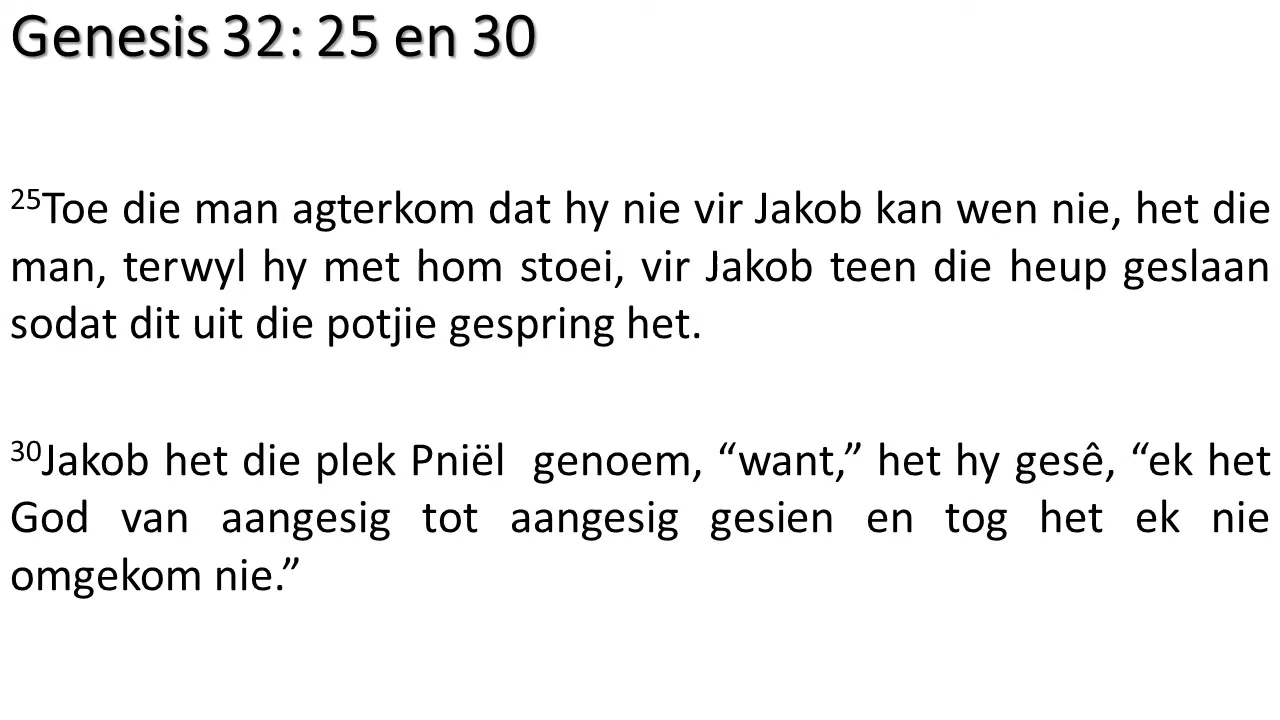 Genesis 32: 25 en 30
²⁵Toe die man agterkom dat hy nie vir Jakob kan wen nie, het die
man, terwyl hy met hom stoei, vir Jakob teen die heup geslaan
sodat dit uit die potjie gespring het.
³⁰Jakob het die plek Pniël  genoem, “want,” het hy gesê, “ek het
God van aangesig tot aangesig gesien en tog het ek nie
omgekom nie.”